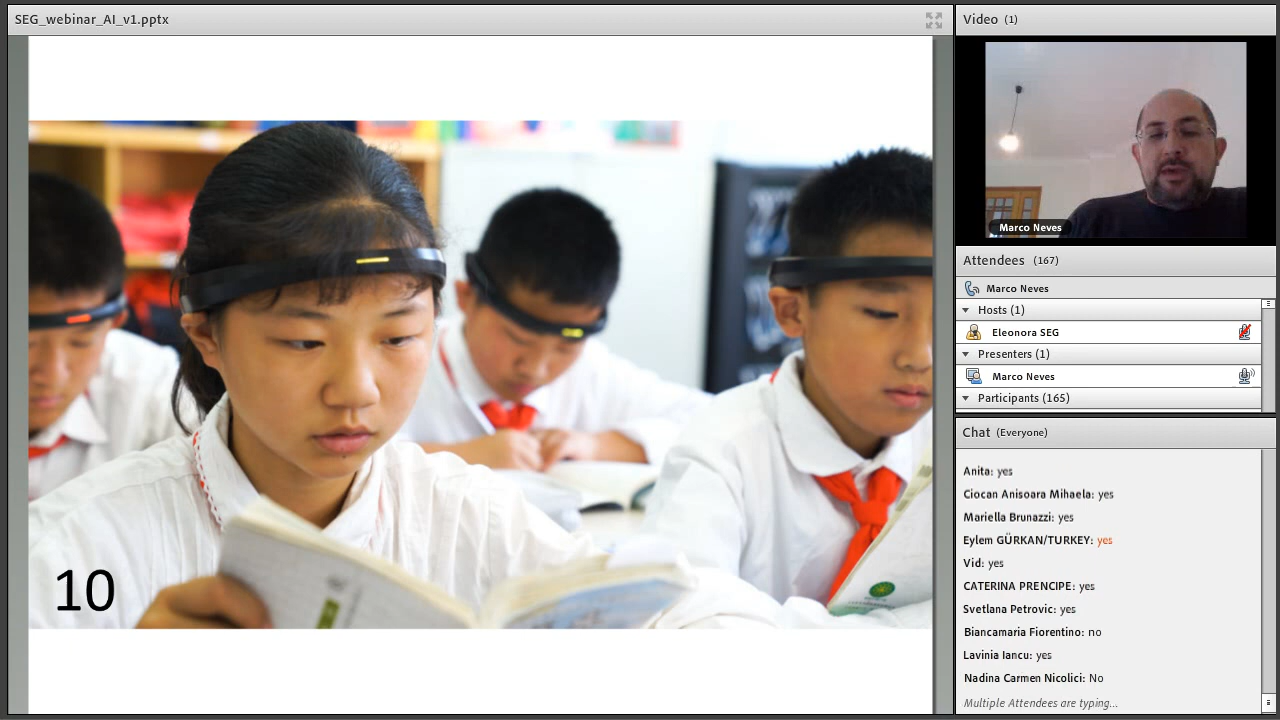 SEG_webinar_AI_v1.pptx
10
Video (1)
Marco Neves
Attendees (167)
Marco Neves
Hosts (1)
Eleonora SEG
Presenters (1)
Marco Neves
Participants (165)
Chat (Everyone)
Anita: yes
Ciocan Anisoara Mihaela: yes
Mariella Brunazzi: yes
Eylem GÜRKAN/TURKEY: yes
Vid: yes
CATERINA PRENCIPE: yes
Svetlana Petrovic: yes
Biancamaria Fiorentino: no
Lavinia Iancu: yes
Nadina Carmen Nicolici: No
Multiple Attendees are typing...